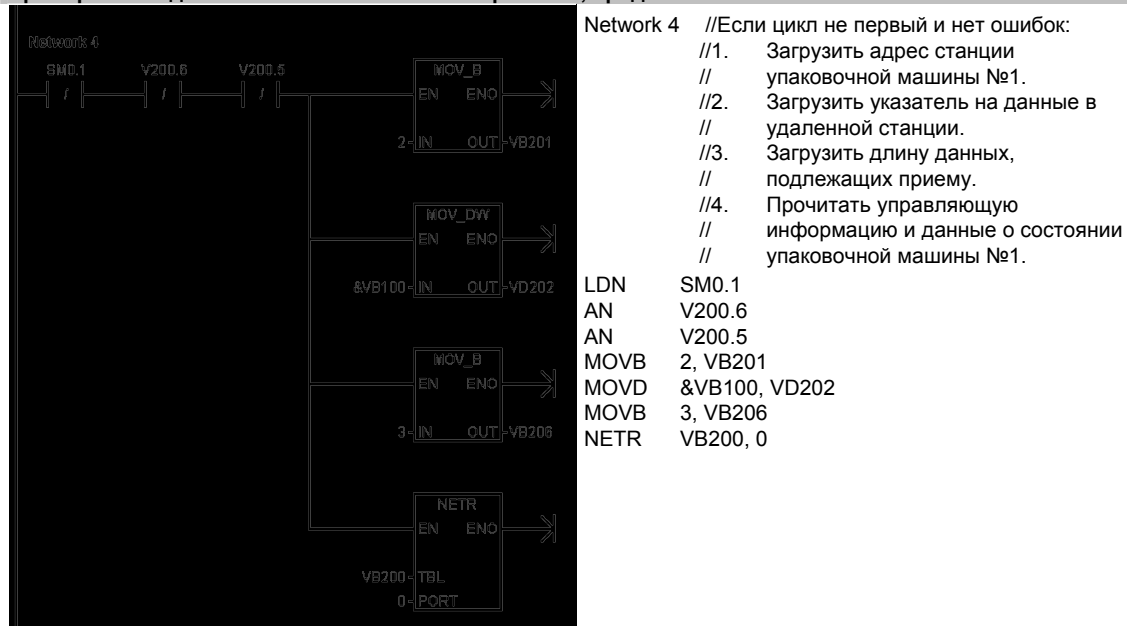 Network 4
SM0.1 V200.6 V200.5
MOV_B
EN ENO
2 IN OUT VB201
MOV_DW
EN ENO
&VB100 IN OUT VD202
MOV_B
EN ENO
3 IN OUT VB206
NETR
EN ENO
VB200 TBL
0 PORT
Network 4 //Если цикл не первый и нет ошибок:
//1. Загрузить адрес станции
// упаковочной машины №1.
//2. Загрузить указатель на данные в
// удаленной станции.
//3. Загрузить длину данных,
// подлежащих приему.
//4. Прочитать управляющую
// информацию и данные о состоянии
// упаковочной машины №1.
LDN SM0.1
AN V200.6
AN V200.5
MOVB 2, VB201
MOVD &VB100, VD202
MOVB 3, VB206
NETR VB200, 0